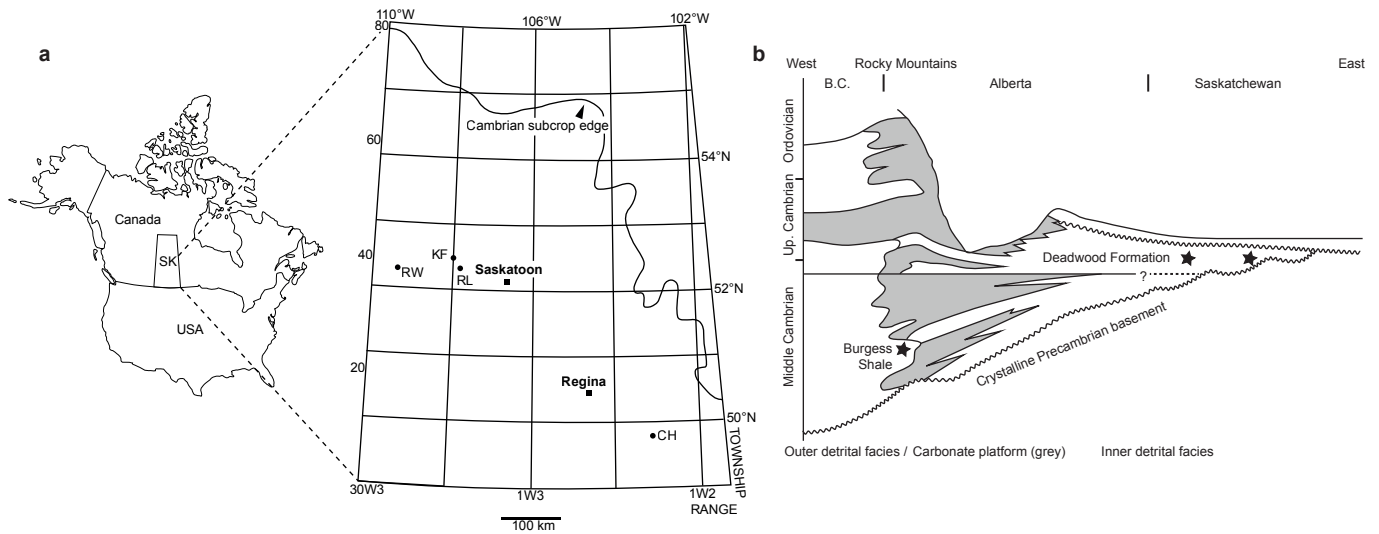 a
Canada
SK
USA
110°W
106°W
102°W
80
Cambrian subcrop edge
60
54°N
40
KF
RW
RL
Saskatoon
52°N
20
Regina
50°N
CH
TOWNSHIP
30W3
1W3
1W2
RANGE
100 km
b
West
Rocky Mountains
East
B.C.
Alberta
Saskatchewan
Ordovician
Up. Cambrian
Middle Cambrian
Deadwood Formation
?
Burgess
Shale
Crystalline Precambrian basement
Outer detrital facies / Carbonate platform (grey)
Inner detrital facies